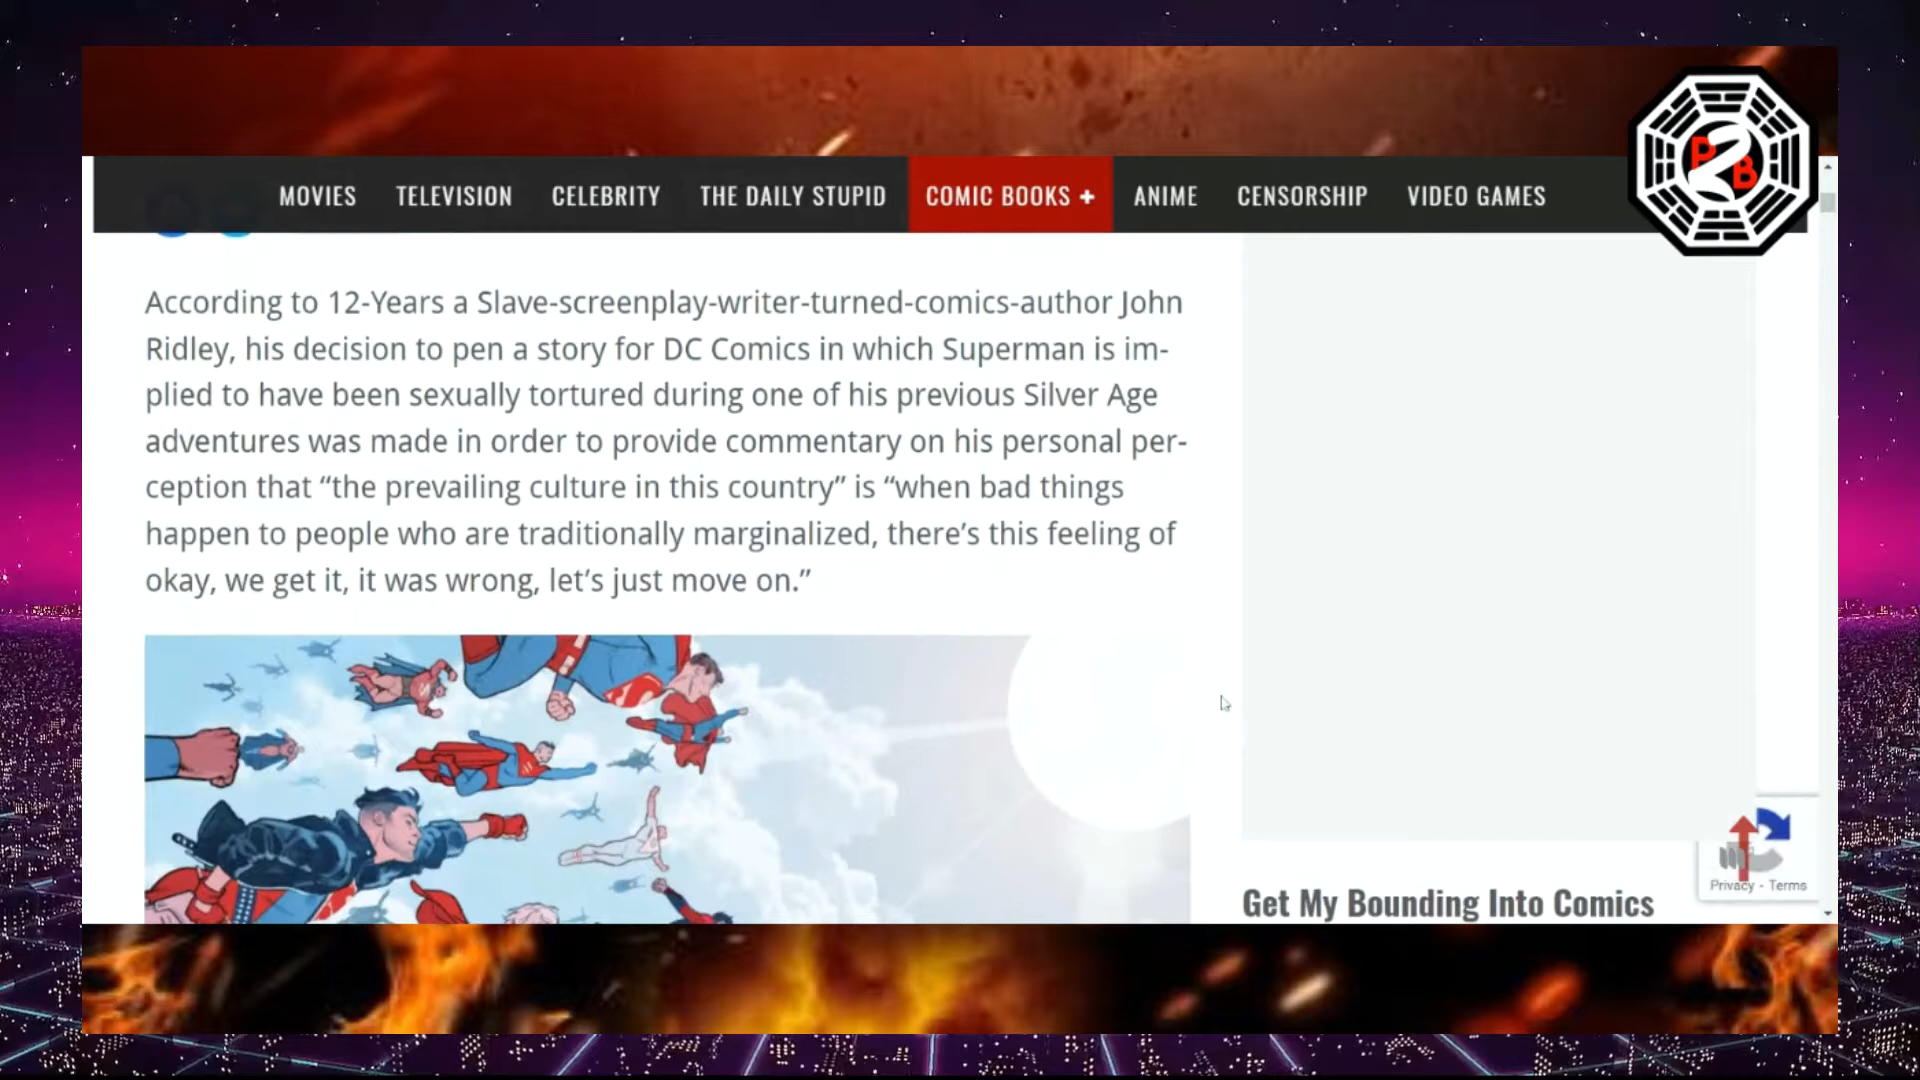 MOVIES TELEVISION CELEBRITY THE DAILY STUPID COMIC BOOKS + ANIME CENSORSHIP VIDEO GAMES
According to 12-Years a Slave-screenplay-writer-turned-comics-author John
Ridley, his decision to pen a story for DC Comics in which Superman is im-
plied to have been sexually tortured during one of his previous Silver Age
adventures was made in order to provide commentary on his personal per-
ception that “the prevailing culture in this country” is “when bad things
happen to people who are traditionally marginalized, there’s this feeling of
okay, we get it, it was wrong, let’s just move on.”
Privacy - Terms
Get My Bounding Into Comics